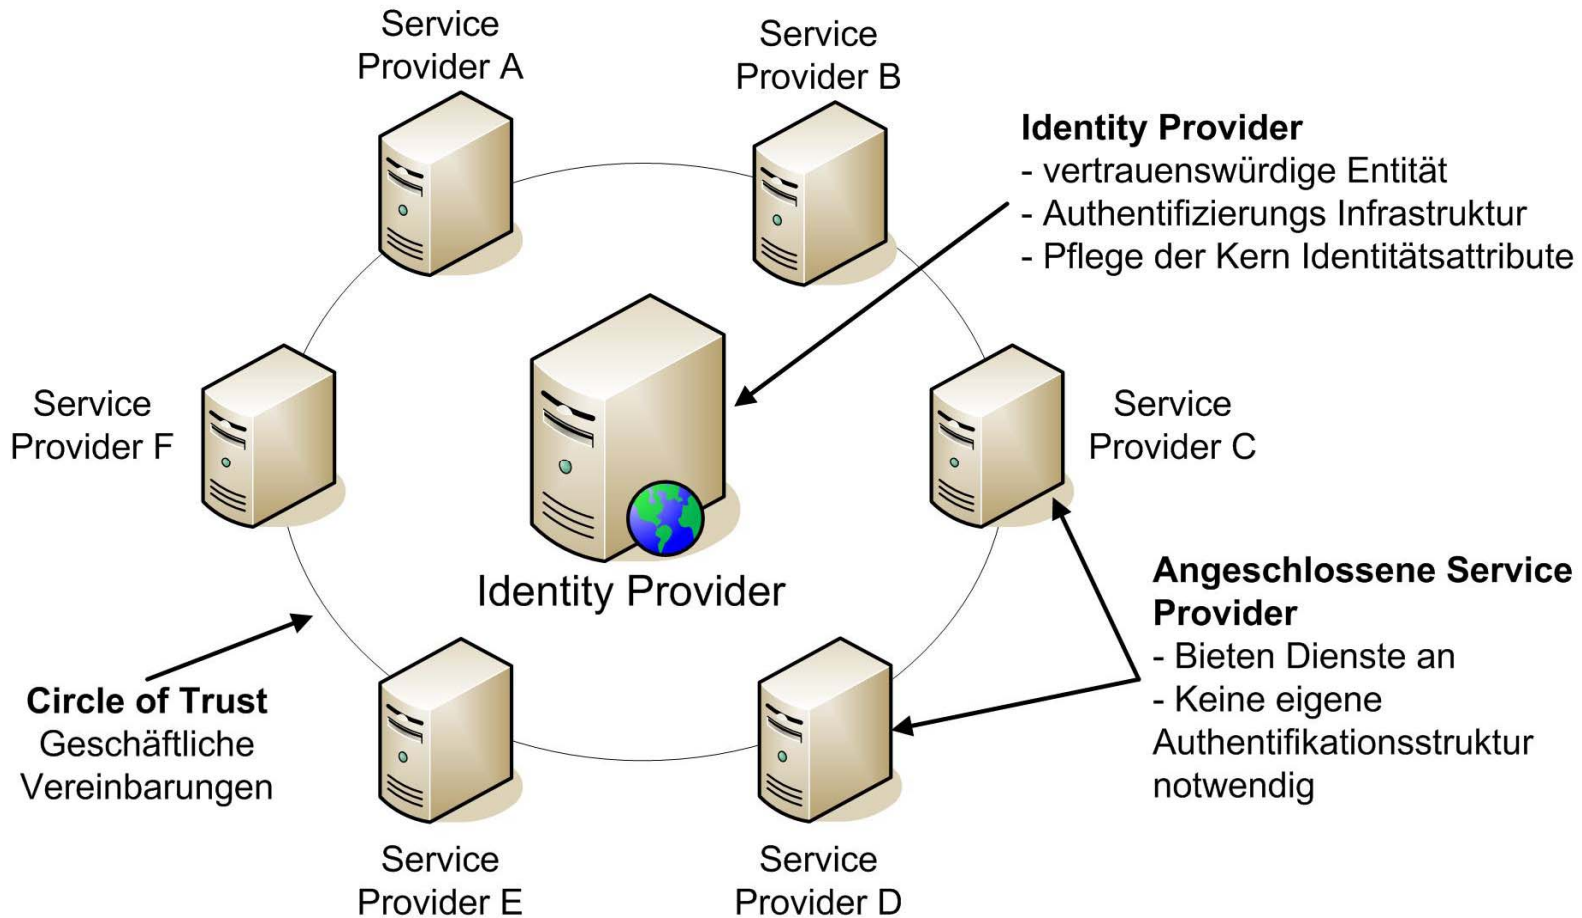 Service
Provider A
Service
Provider B
Identity Provider
- vertrauenswürdige Entität
- Authentifizierungs Infrastruktur
- Pflege der Kern Identitätsattribute
Service
Provider F
Service
Provider C
Identity Provider
Angeschlossene Service
Provider
- Bieten Dienste an
- Keine eigene
Authentifikationsstruktur
notwendig
Circle of Trust
Geschäftliche
Vereinbarungen
Service
Provider E
Service
Provider D